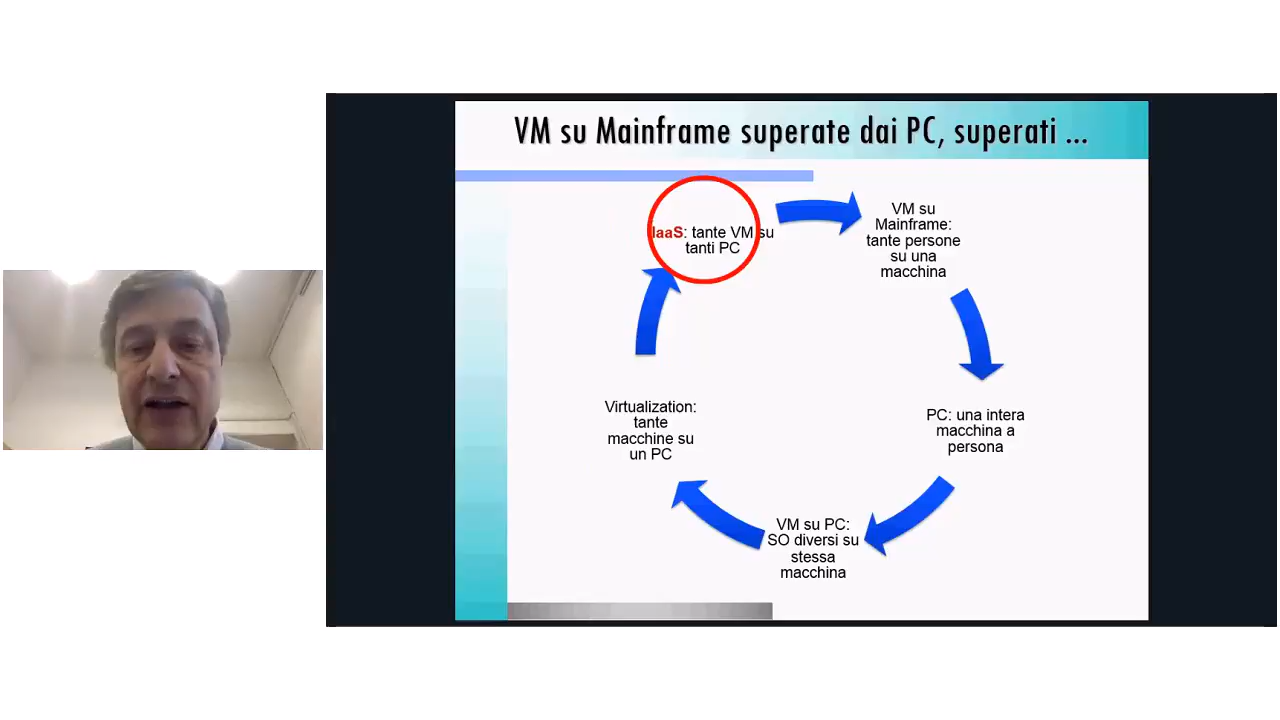 VM su Mainframe superate dai PC, superati ...
IaaS: tante VM su
tanti PC
VM su
Mainframe:
tante persone
su una
macchina
PC: una intera
macchina a
persona
VM su PC:
SO diversi su
stessa
macchina
Virtualization:
tante
macchine su
un PC